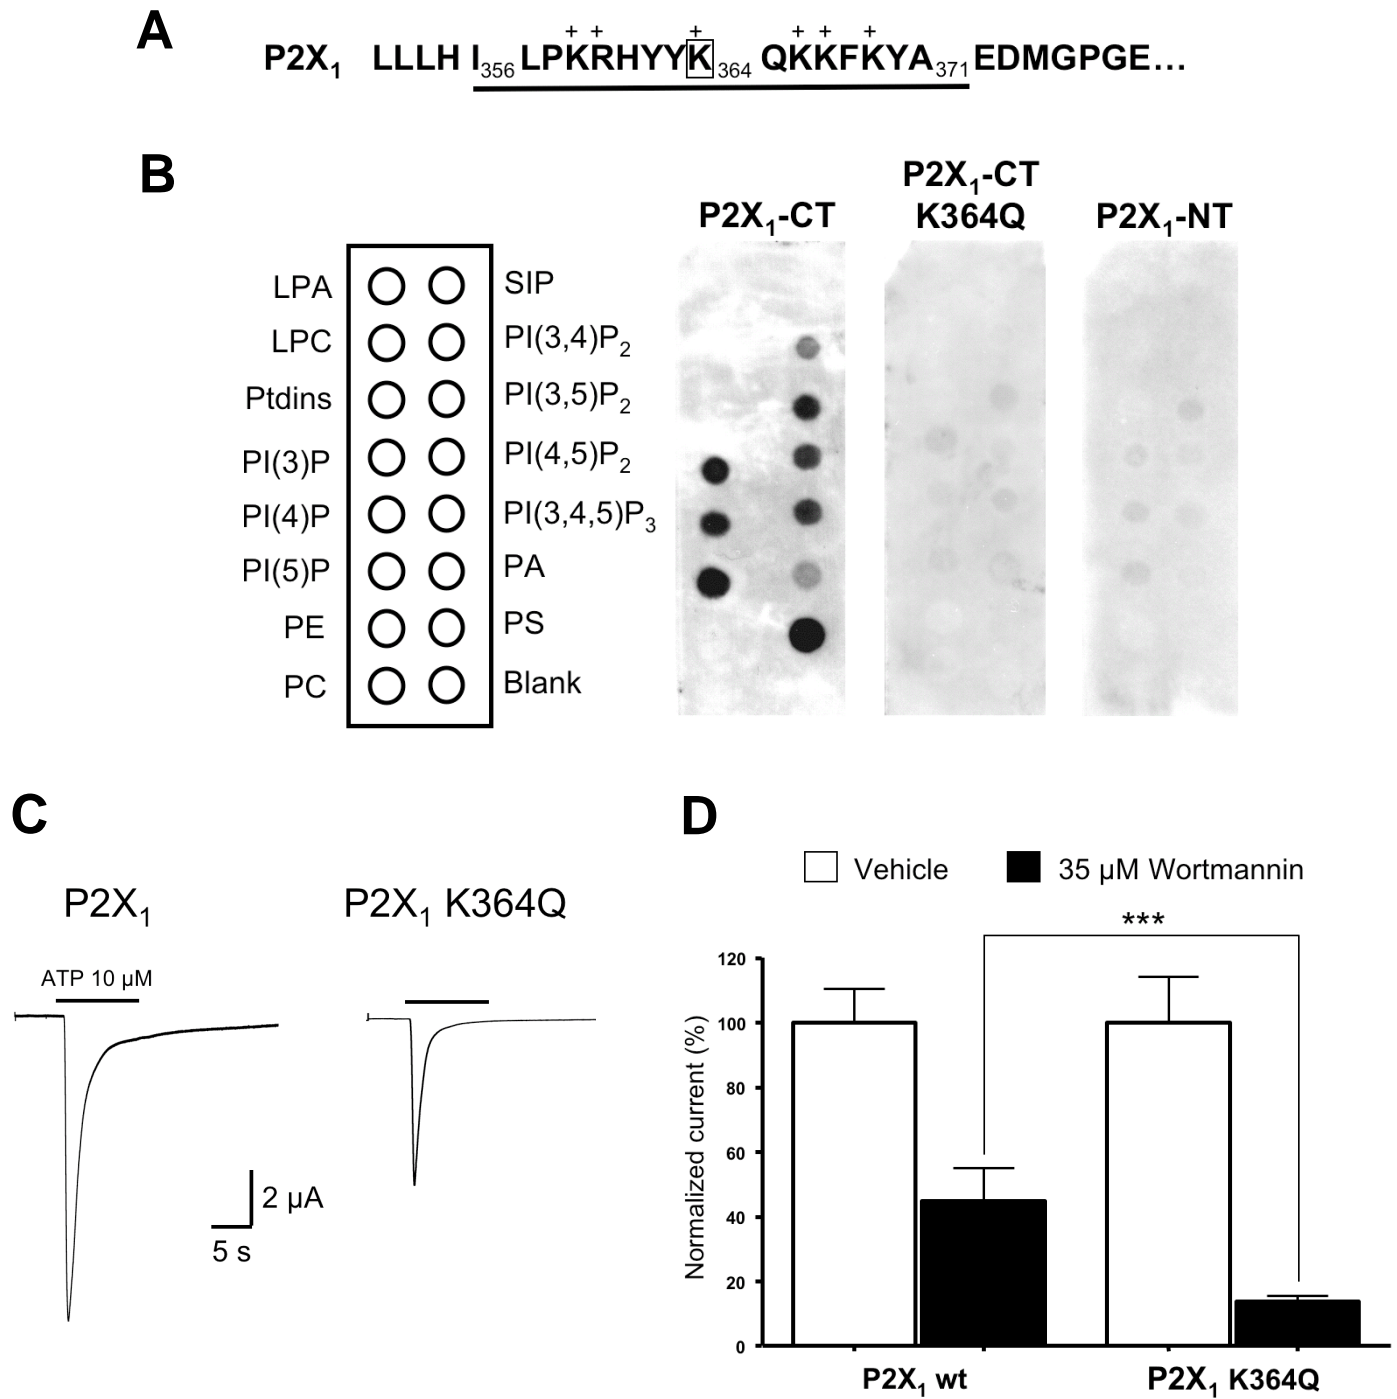 A
+ + + + + +
P2X1 LLLH I356 LPKRHYYK364 QKKFKYA371 EDMGPGE...
B
P2X1-CT
P2X1-CT
K364Q
P2X1-NT
LPA SIP
LPC PI(3,4)P2
Ptdins PI(3,5)P2
PI(3)P PI(4,5)P2
PI(4)P PI(3,4,5)P3
PI(5)P PA
PE PS
PC Blank
C
P2X1 P2X1 K364Q
ATP 10 µM
2 µA
5 s
D
Vehicle 35 µM Wortmannin
***
Normalized current (%)
120
100
80
60
40
20
0
P2X1 wt P2X1 K364Q